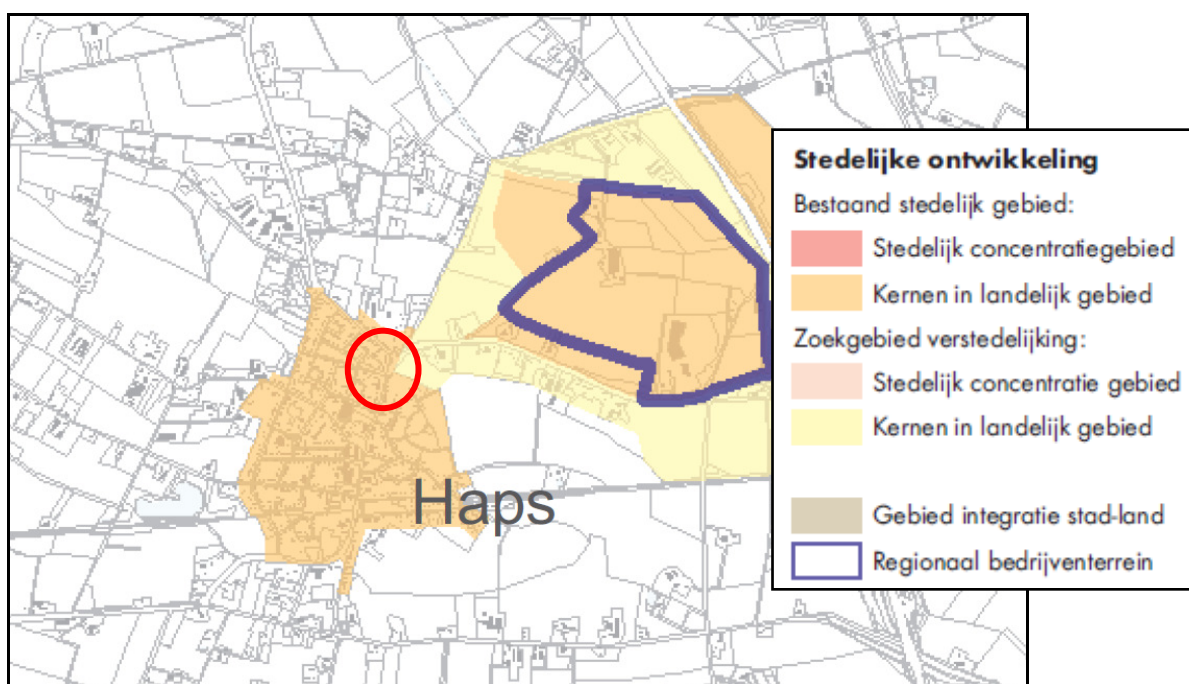 Haps
Stedelijke ontwikkeling
Bestaand stedelijk gebied:
Stedelijk concentratiegebied
Kernen in landelijk gebied
Zoekgebied verstedelijking:
Stedelijk concentratie gebied
Kernen in landelijk gebied
Gebied integratie stad-land
Regionaal bedrijventerrein